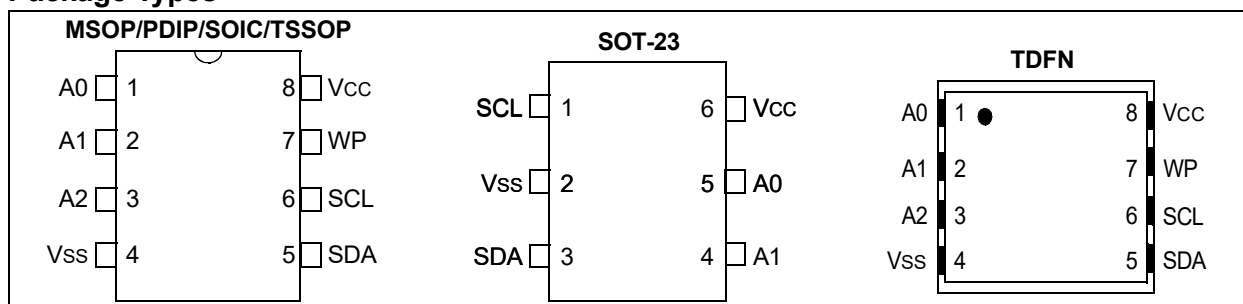 Package Types
MSOP/PDIP/SOIC/TSSOP
A0 1 8 VCC
A1 2 7 WP
A2 3 6 SCL
VSS 4 5 SDA
SOT-23
SCL 1 6 VCC
VSS 2 5 A0
SDA 3 4 A1
TDFN
A0 1 8 VCC
A1 2 7 WP
A2 3 6 SCL
VSS 4 5 SDA